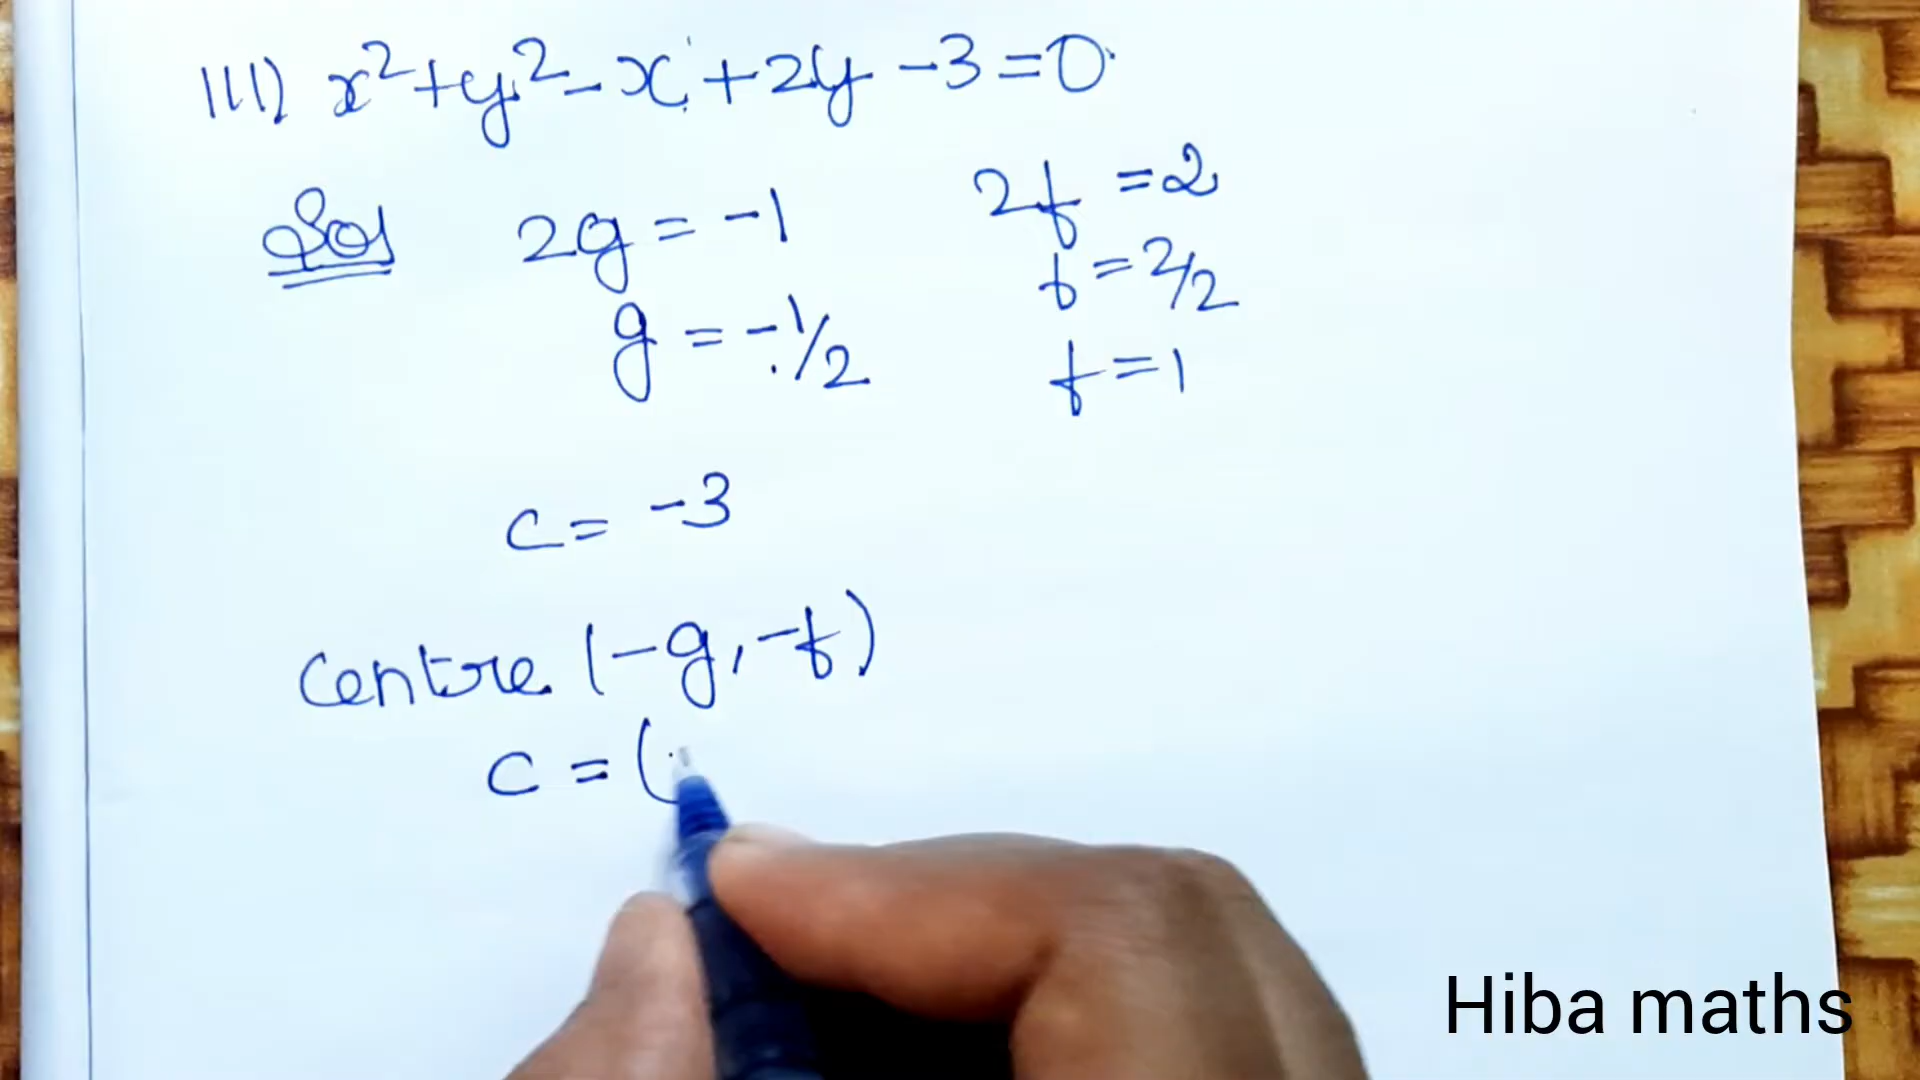 III) x²+y²-x+2y-3=0
Sol 2g = -1 2f = 2
g = -1/2 f = 2/2
f = 1
c = -3
Centre (-g, -f)
c = (
Hiba maths